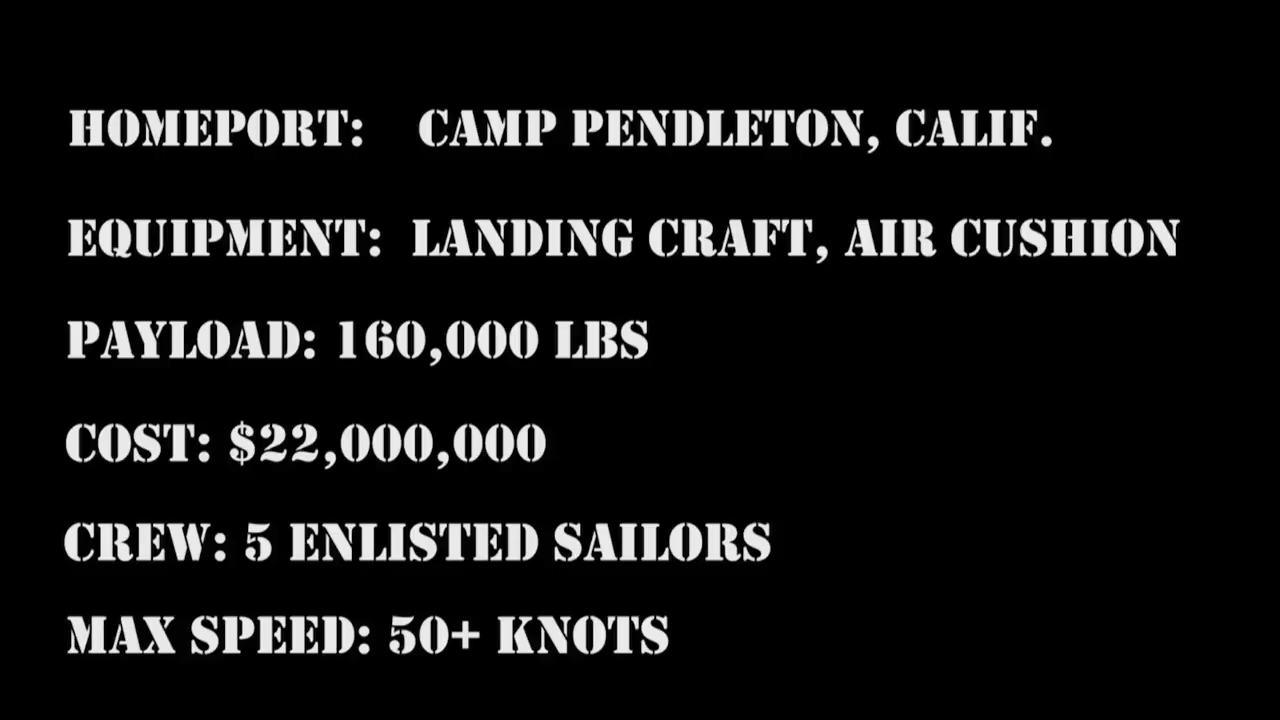 HOMEPORT: CAMP PENDLETON, CALIF.
EQUIPMENT: LANDING CRAFT, AIR CUSHION
PAYLOAD: 160,000 LBS
COST: $22,000,000
CREW: 5 ENLISTED SAILORS
MAX SPEED: 50+ KNOTS